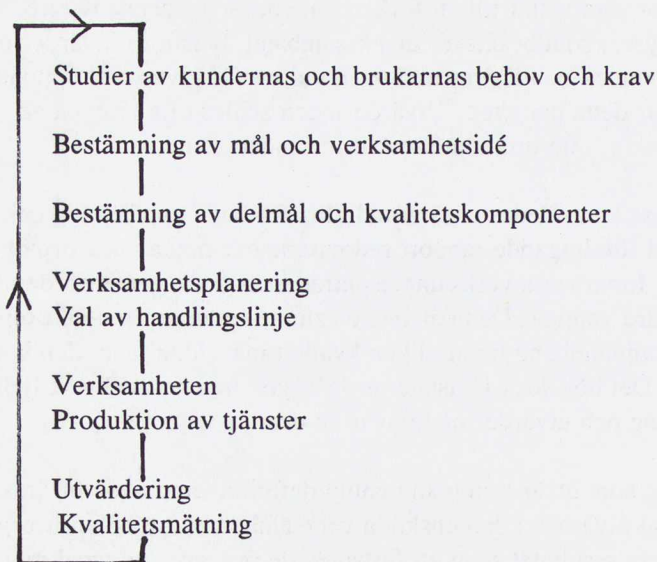 Studier av kundernas och brukarnas behov och krav
Bestämning av mål och verksamhetsidé
Bestämning av delmål och kvalitetskomponenter
Verksamhetsplanering
Val av handlingslinje
Verksamheten
Produktion av tjänster
Utvärdering
Kvalitetsmätning